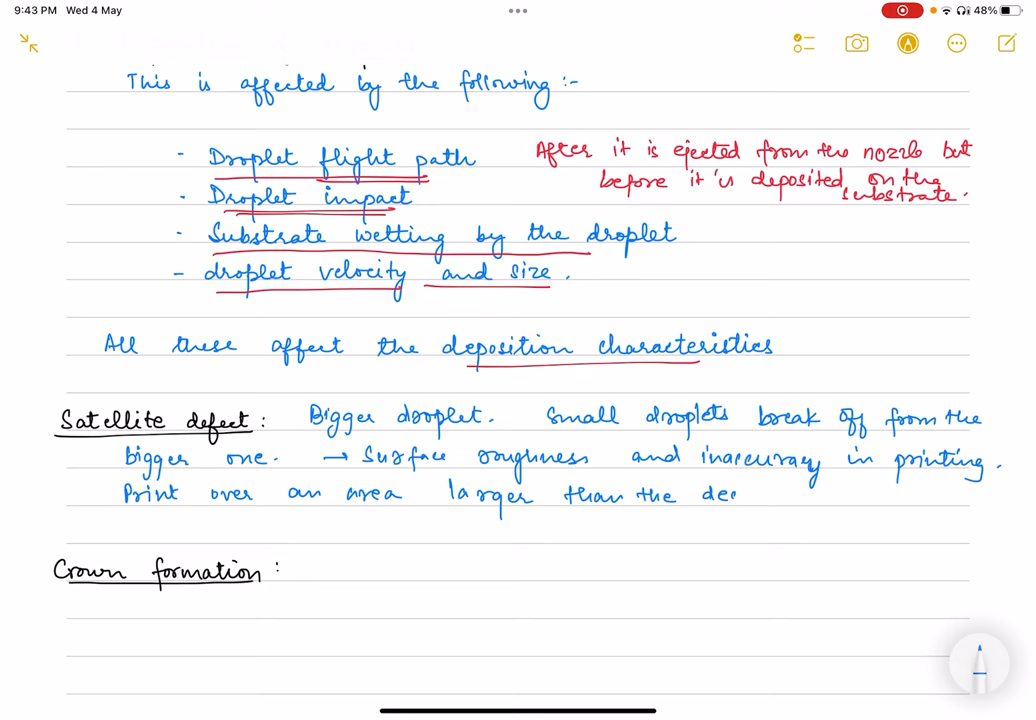 9:43 PM Wed 4 May
48%
This is affected by the following :-
- Droplet flight path
After it is ejected from the nozzle but
before it is deposited on the
substrate.
- Droplet impact
- Substrate wetting by the droplet
- droplet velocity and size.
All these affect the deposition characteristics
Satellite defect: Bigger droplet. Small droplets break off from the
bigger one. → Surface roughness and inaccuracy in printing.
Print over an area larger than the de
Crown formation: